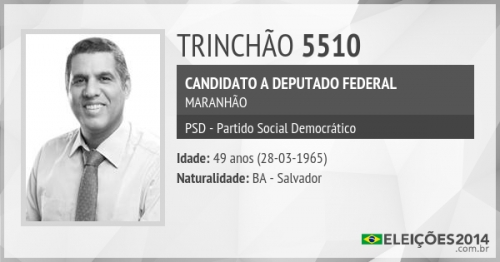 TRINCHÃO 5510
CANDIDATO A DEPUTADO FEDERAL
MARANHÃO
PSD - Partido Social Democrático
Idade: 49 anos (28-03-1965)
Naturalidade: BA - Salvador
ELEIÇÕES2014
.com.br